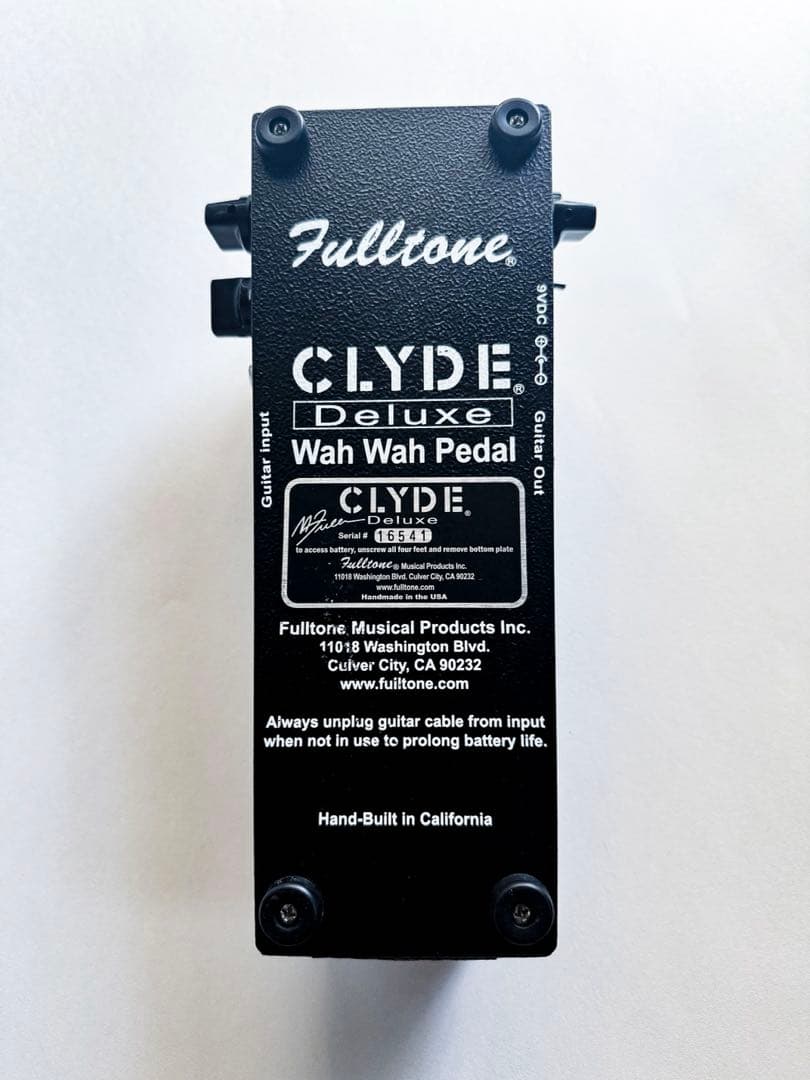 Fulltone®
9VDC
CLYDE®
Deluxe
Wah Wah Pedal
Guitar input
Guitar Out
CLYDE®
Deluxe
Serial # 16541
to access battery, unscrew all four feet and remove bottom plate
Fulltone® Musical Products Inc.
11018 Washington Blvd. Culver City, CA 90232
www.fulltone.com
Handmade in the USA
Fulltone Musical Products Inc.
11018 Washington Blvd.
Culver City, CA 90232
www.fulltone.com
Always unplug guitar cable from input
when not in use to prolong battery life.
Hand-Built in California